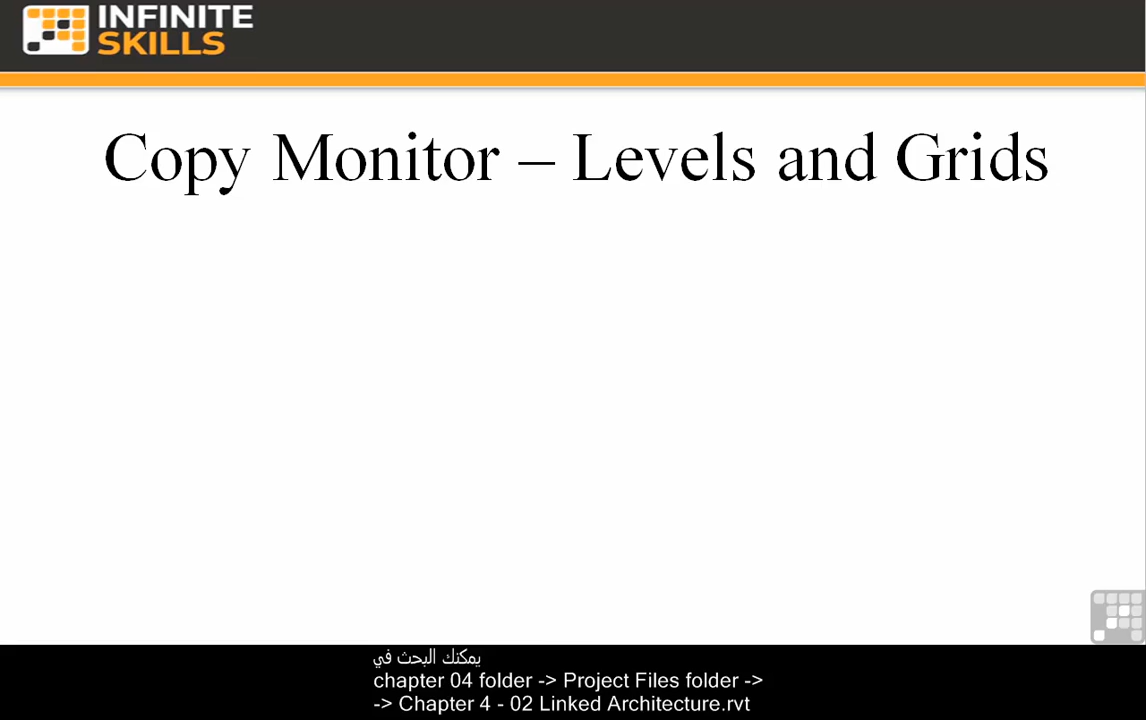 INFINITE
SKILLS
Copy Monitor – Levels and Grids
يمكنك البحث في
chapter 04 folder -> Project Files folder ->
-> Chapter 4 - 02 Linked Architecture.rvt